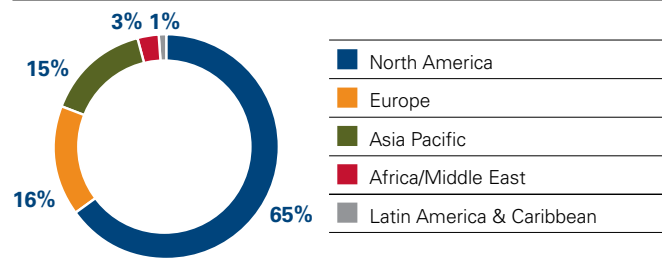 3% 1%
15%
16%
65%
North America
Europe
Asia Pacific
Africa/Middle East
Latin America & Caribbean